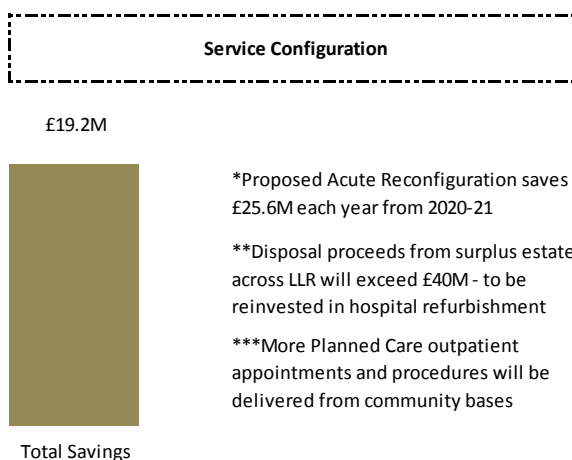 Service Configuration
£19.2M
*Proposed Acute Reconfiguration saves
£25.6M each year from 2020-21
**Disposal proceeds from surplus estate
across LLR will exceed £40M - to be
reinvested in hospital refurbishment
***More Planned Care outpatient
appointments and procedures will be
delivered from community bases
Total Savings